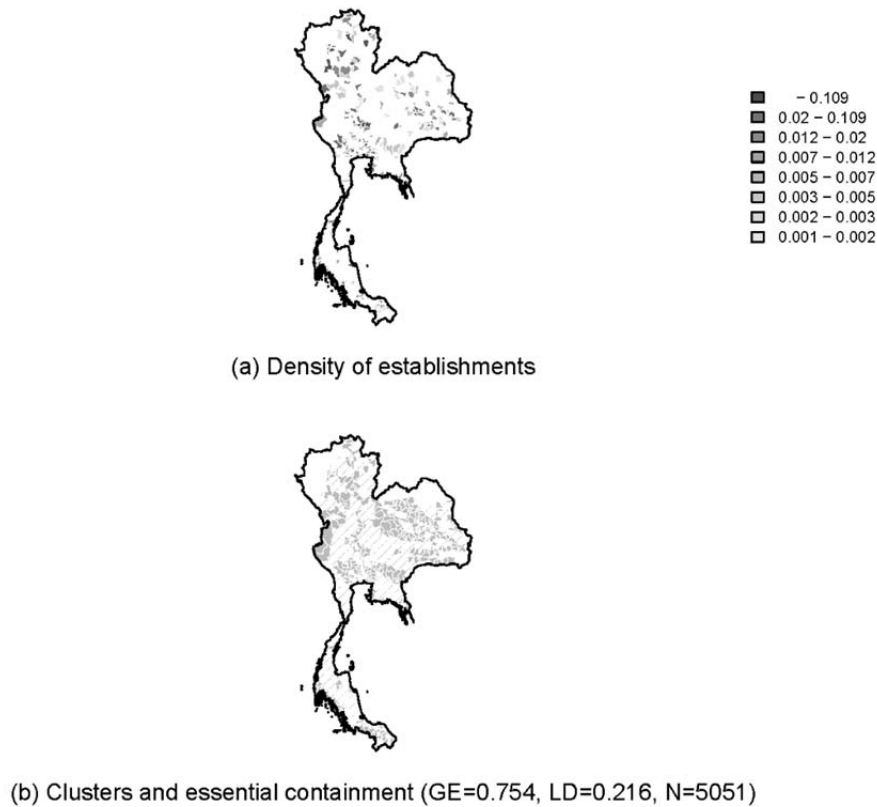 − 0.109
0.02 − 0.109
0.012 − 0.02
0.007 − 0.012
0.005 − 0.007
0.003 − 0.005
0.002 − 0.003
0.001 − 0.002
(a) Density of establishments
(b) Clusters and essential containment (GE=0.754, LD=0.216, N=5051)